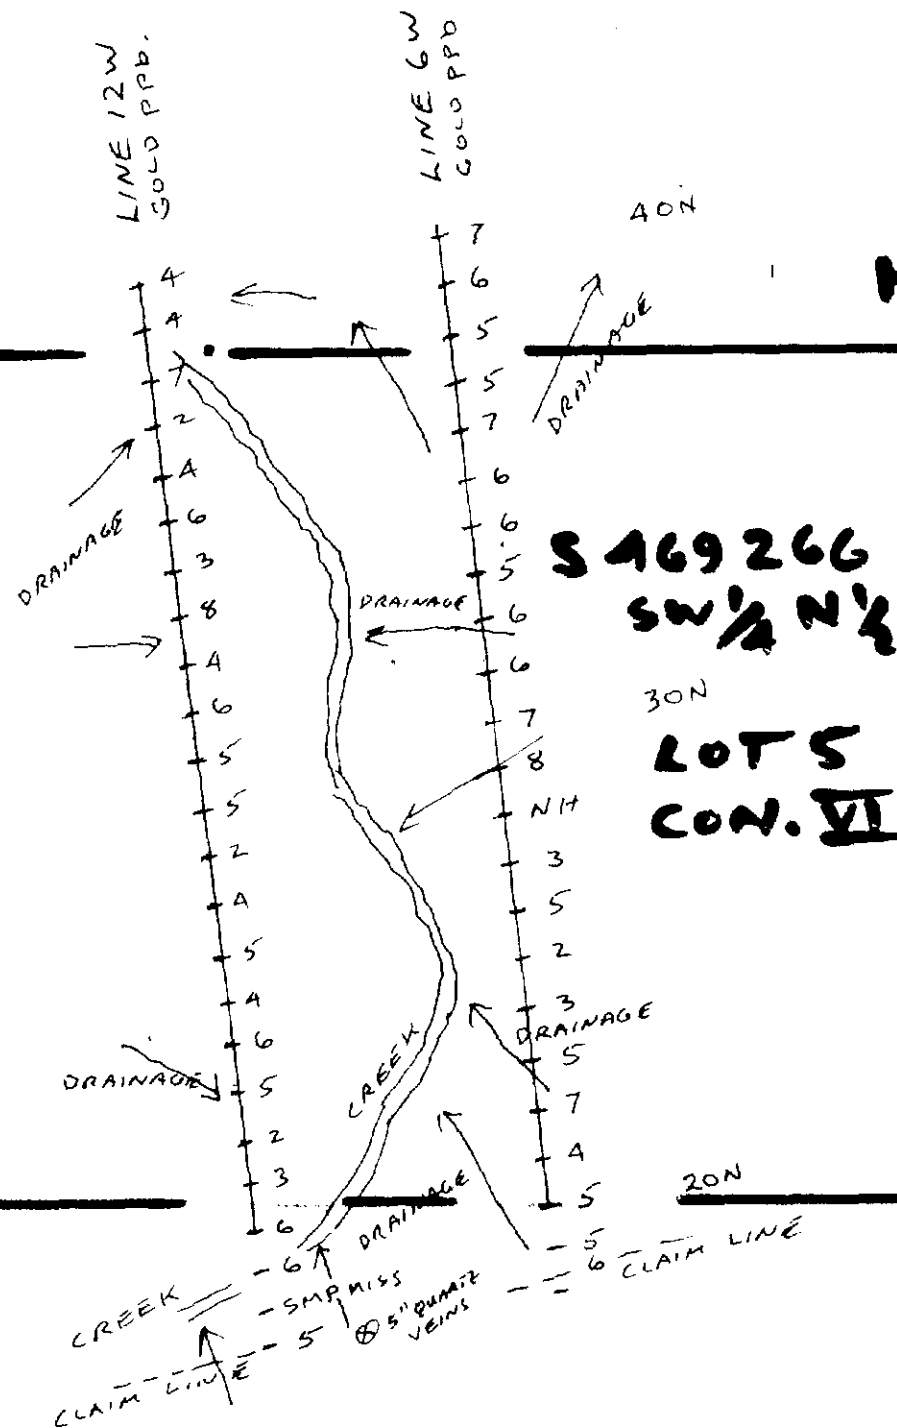 LINE 12W
GOLD PPB.
LINE 6W
GOLD PPB
40N
4
4
7
2
4
6
3
8
4
6
5
5
2
4
5
4
6
5
2
3
6
6
SMP MISS
5
7
6
5
5
7
6
6
5
6
6
7
8
NH
3
5
2
3
5
7
4
5
5
6
DRAINAGE
DRAINAGE
DRAINAGE
S 469266
SW 1/4 N 1/2
30N
LOT 5
CON. VI
DRAINAGE
DRAINAGE
CREEK
DRAINAGE
20N
CLAIM LINE
CREEK
5" QUARTZ
VEINS
CLAIM LINE